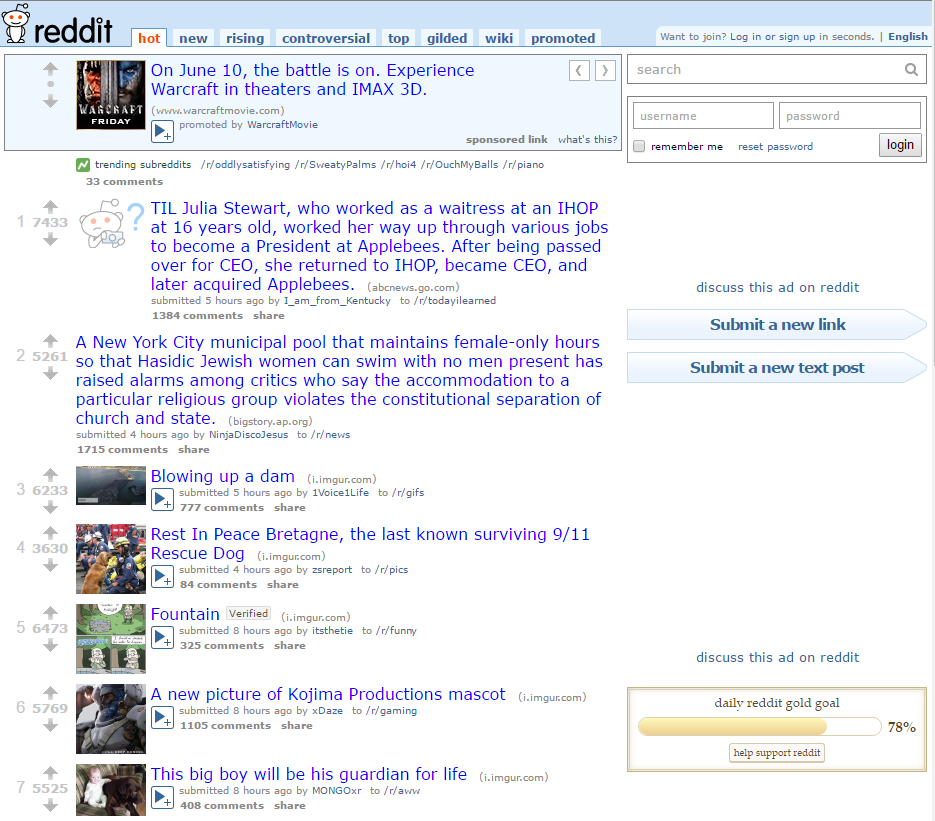 reddit hot new rising controversial top gilded wiki promoted
Want to join? Log in or sign up in seconds. | English
WARCRAFT
FRIDAY
On June 10, the battle is on. Experience
Warcraft in theaters and IMAX 3D.
(www.warcraftmovie.com)
promoted by WarcraftMovie
sponsored link what's this?
search
username password
remember me reset password login
trending subreddits /r/oddlysatisfying /r/SweatyPalms /r/hoi4 /r/OuchMyBalls /r/piano
33 comments
1 7433
TIL Julia Stewart, who worked as a waitress at an IHOP
at 16 years old, worked her way up through various jobs
to become a President at Applebees. After being passed
over for CEO, she returned to IHOP, became CEO, and
later acquired Applebees. (abcnews.go.com)
submitted 5 hours ago by I_am_from_Kentucky to /r/todayilearned
1384 comments share
discuss this ad on reddit
Submit a new link
Submit a new text post
2 5261
A New York City municipal pool that maintains female-only hours
so that Hasidic Jewish women can swim with no men present has
raised alarms among critics who say the accommodation to a
particular religious group violates the constitutional separation of
church and state. (bigstory.ap.org)
submitted 4 hours ago by NinjaDiscoJesus to /r/news
1715 comments share
3 6233
Blowing up a dam (i.imgur.com)
submitted 5 hours ago by 1Voice1Life to /r/gifs
777 comments share
4 3630
Rest In Peace Bretagne, the last known surviving 9/11
Rescue Dog (i.imgur.com)
submitted 4 hours ago by zsreport to /r/pics
84 comments share
5 6473
Fountain Verified (i.imgur.com)
submitted 8 hours ago by itsthetie to /r/funny
325 comments share
discuss this ad on reddit
6 5769
A new picture of Kojima Productions mascot (i.imgur.com)
submitted 8 hours ago by xDaze to /r/gaming
1105 comments share
daily reddit gold goal
78%
help support reddit
7 5525
This big boy will be his guardian for life (i.imgur.com)
submitted 8 hours ago by MONGOxr to /r/aww
408 comments share